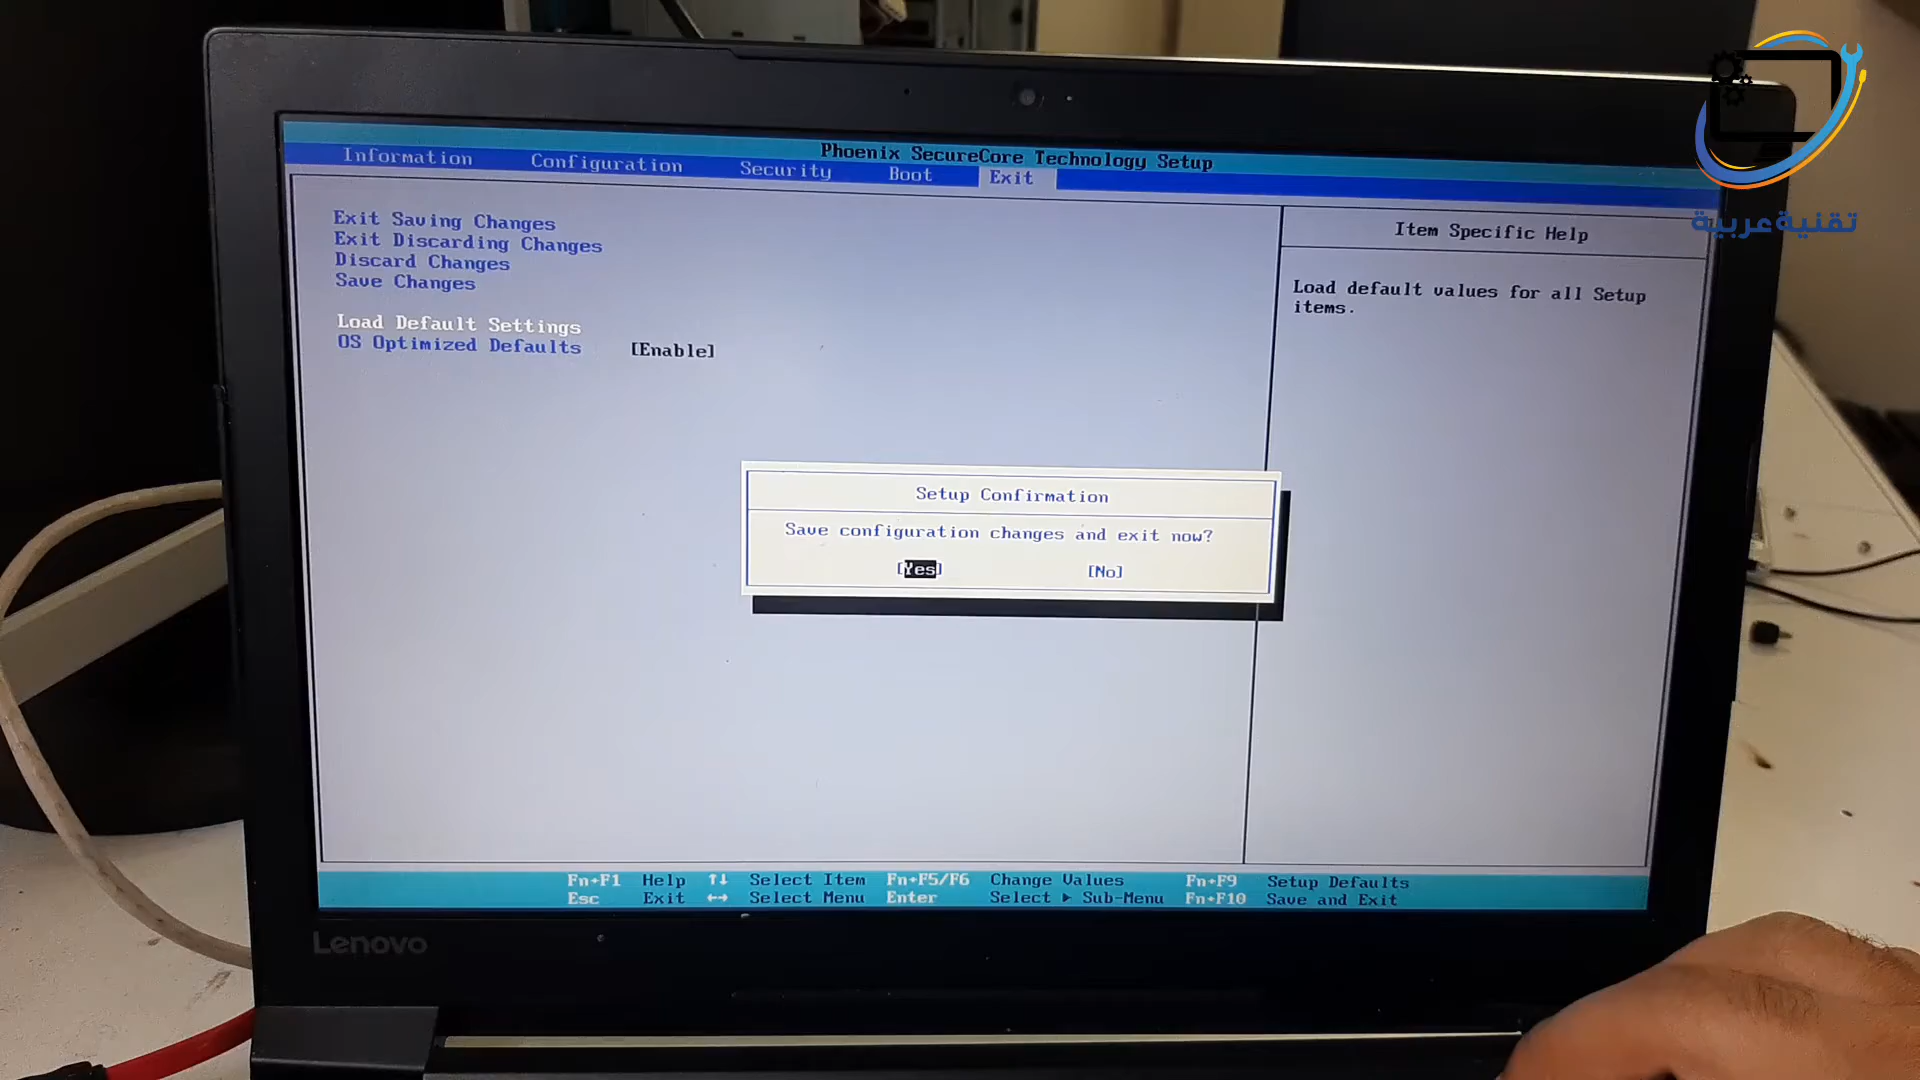 Phoenix SecureCore Technology Setup
Information Configuration Security Boot Exit
Exit Saving Changes
Exit Discarding Changes
Discard Changes
Save Changes
Load Default Settings
OS Optimized Defaults [Enable]
Item Specific Help
Load default values for all Setup
items.
Setup Confirmation
Save configuration changes and exit now?
[Yes] [No]
Fn+F1 Help ↑↓ Select Item Fn+F5/F6 Change Values Fn+F9 Setup Defaults
Esc Exit ←→ Select Menu Enter Select ▶ Sub-Menu Fn+F10 Save and Exit
Lenovo
تقنية عربية